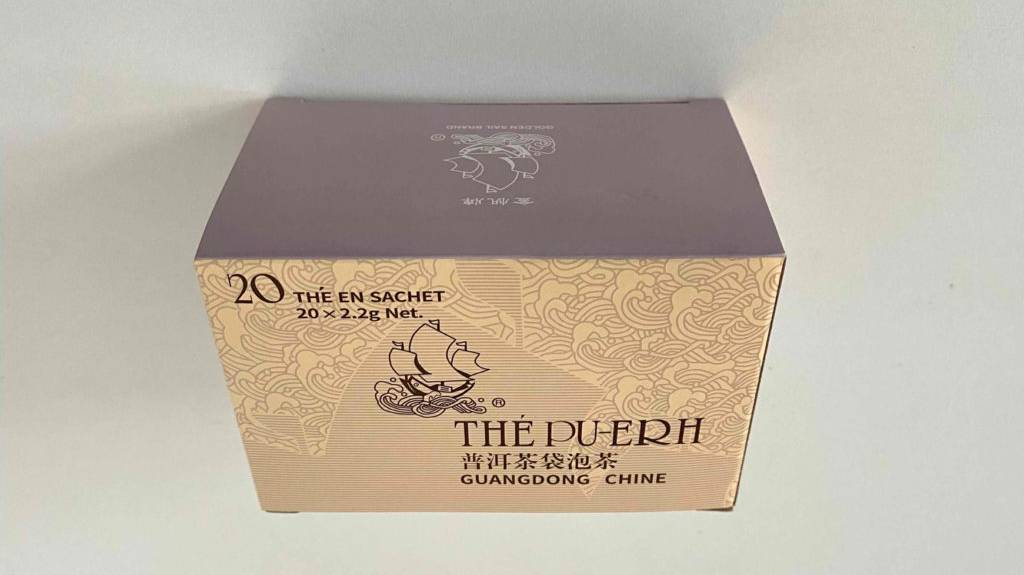 GOLDEN SAIL BRAND
®
金帆牌
20 THÉ EN SACHET
20 × 2.2g Net.
®
THÉ PU-ERH
普洱茶袋泡茶
GUANGDONG CHINE